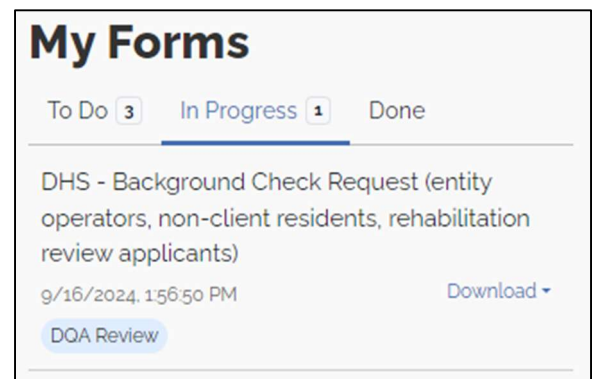 My Forms
To Do 3 In Progress 1 Done
DHS - Background Check Request (entity
operators, non-client residents, rehabilitation
review applicants)
9/16/2024, 1:56:50 PM Download
DQA Review